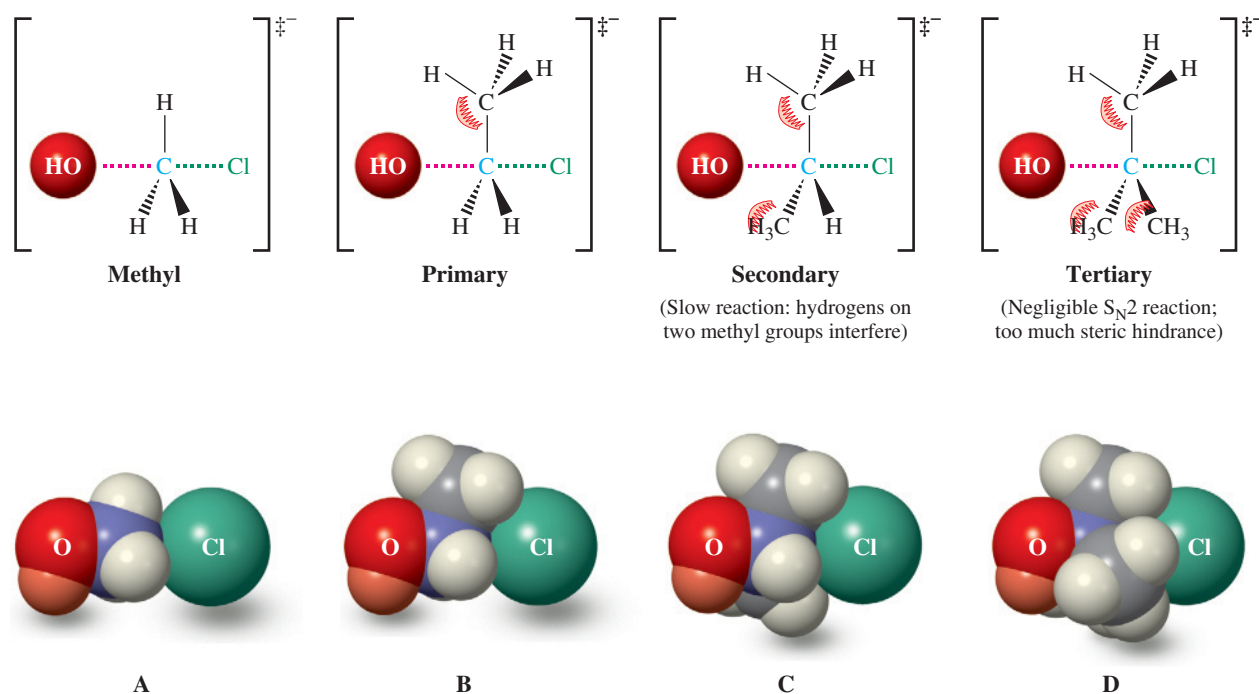 ‡−
H
HO C Cl
H H
Methyl
‡−
H
H H
C
HO C Cl
H H
Primary
‡−
H
H H
C
HO C Cl
H3C H
Secondary
(Slow reaction: hydrogens on
two methyl groups interfere)
‡−
H
H H
C
HO C Cl
H3C CH3
Tertiary
(Negligible SN2 reaction;
too much steric hindrance)
O Cl
A
O Cl
B
O Cl
C
O Cl
D